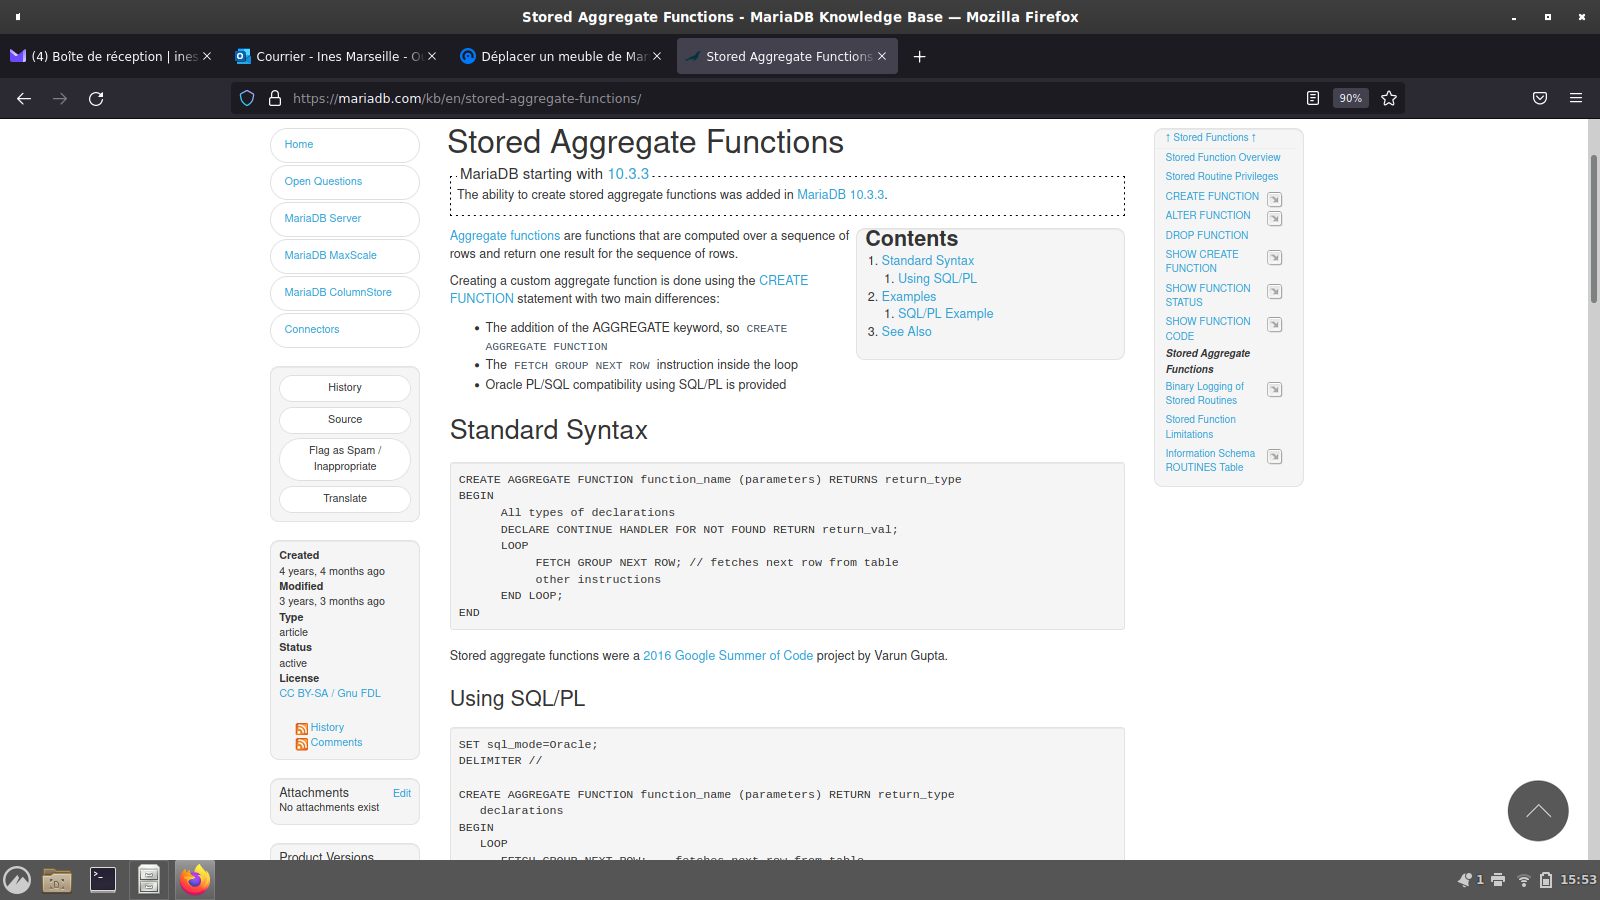 Stored Aggregate Functions - MariaDB Knowledge Base — Mozilla Firefox
(4) Boîte de réception | ines
Courrier - Ines Marseille - O
Déplacer un meuble de Mar
Stored Aggregate Functions
https://mariadb.com/kb/en/stored-aggregate-functions/
90%
Home
Open Questions
MariaDB Server
MariaDB MaxScale
MariaDB ColumnStore
Connectors
History
Source
Flag as Spam /
Inappropriate
Translate
Created
4 years, 4 months ago
Modified
3 years, 3 months ago
Type
article
Status
active
License
CC BY-SA / Gnu FDL
History
Comments
Attachments Edit
No attachments exist
Product Versions
Stored Aggregate Functions
MariaDB starting with 10.3.3
The ability to create stored aggregate functions was added in MariaDB 10.3.3.
Aggregate functions are functions that are computed over a sequence of
rows and return one result for the sequence of rows.
Creating a custom aggregate function is done using the CREATE
FUNCTION statement with two main differences:
• The addition of the AGGREGATE keyword, so CREATE
AGGREGATE FUNCTION
• The FETCH GROUP NEXT ROW instruction inside the loop
• Oracle PL/SQL compatibility using SQL/PL is provided
Contents
1. Standard Syntax
1. Using SQL/PL
2. Examples
1. SQL/PL Example
3. See Also
Standard Syntax
CREATE AGGREGATE FUNCTION function_name (parameters) RETURNS return_type
BEGIN
All types of declarations
DECLARE CONTINUE HANDLER FOR NOT FOUND RETURN return_val;
LOOP
FETCH GROUP NEXT ROW; // fetches next row from table
other instructions
END LOOP;
END
Stored aggregate functions were a 2016 Google Summer of Code project by Varun Gupta.
Using SQL/PL
SET sql_mode=Oracle;
DELIMITER //
CREATE AGGREGATE FUNCTION function_name (parameters) RETURN return_type
declarations
BEGIN
LOOP
FETCH GROUP NEXT ROW; fetches next row from table
↑ Stored Functions ↑
Stored Function Overview
Stored Routine Privileges
CREATE FUNCTION
ALTER FUNCTION
DROP FUNCTION
SHOW CREATE
FUNCTION
SHOW FUNCTION
STATUS
SHOW FUNCTION
CODE
Stored Aggregate
Functions
Binary Logging of
Stored Routines
Stored Function
Limitations
Information Schema
ROUTINES Table
1
15:53